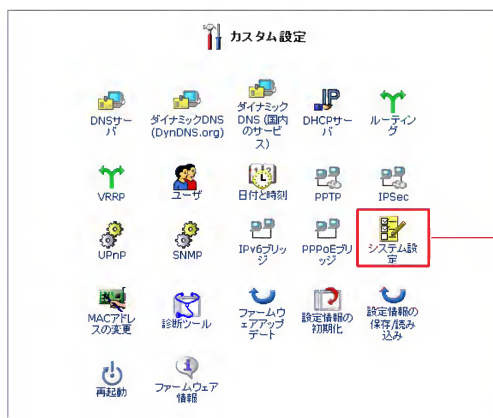 カスタム設定
DNSサー
バ
ダイナミックDNS
(DynDNS.org)
ダイナミック
DNS (国内
のサービ
ス)
DHCPサー
バ
ルーティン
グ
VRRP
ユーザ
日付と時刻
PPTP
IPSec
UPnP
SNMP
IPv6ブリッ
ジ
PPPoEブリ
ッジ
システム設
定
MACアドレ
スの変更
診断ツール
ファームウ
ェアアップ
デート
設定情報の
初期化
設定情報の
保存/読み
込み
再起動
ファームウェア
情報